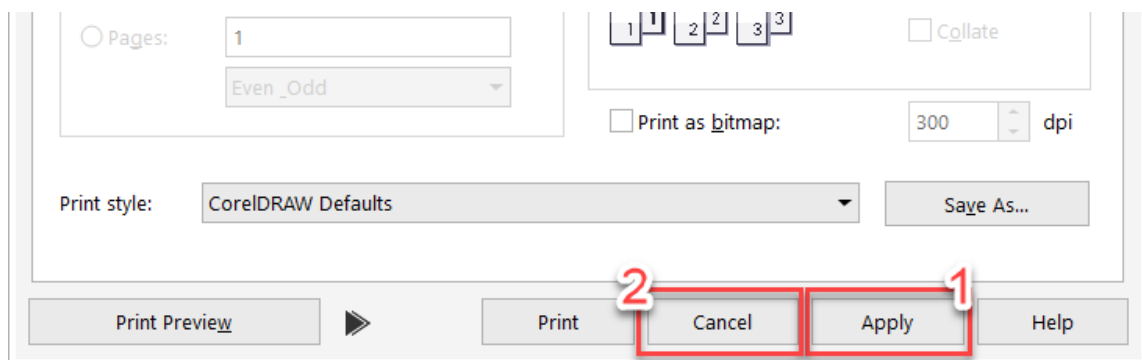 Pages: 1
1 1 2 2 3 3
Collate
Even _Odd
Print as bitmap: 300 dpi
Print style: CorelDRAW Defaults Save As...
2 1
Print Preview Print Cancel Apply Help